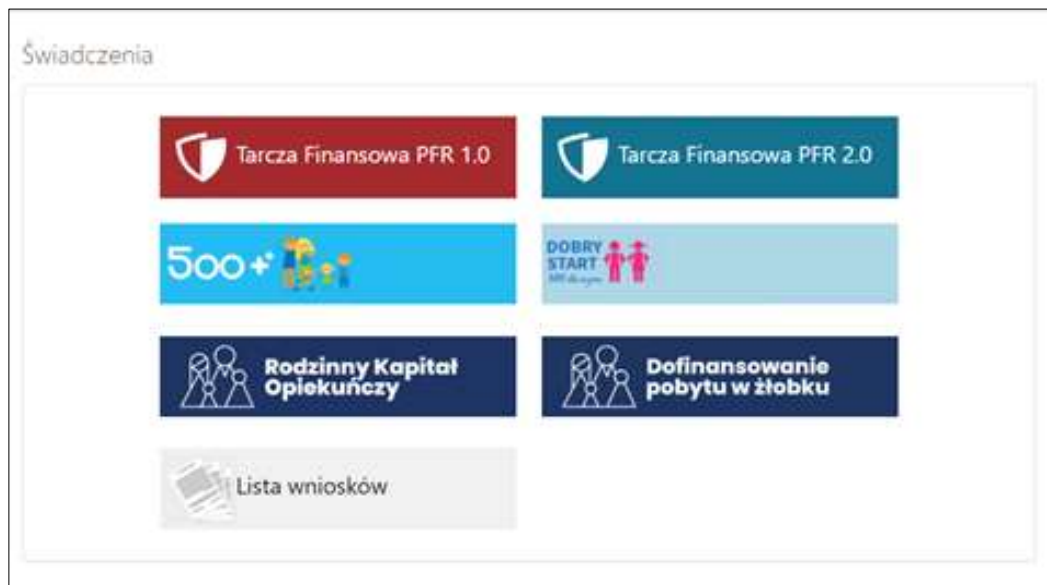 Świadczenia
Tarcza Finansowa PFR 1.0
Tarcza Finansowa PFR 2.0
500+
DOBRY
START
Rodzinny Kapitał
Opiekuńczy
Dofinansowanie
pobytu w żłobku
Lista wniosków